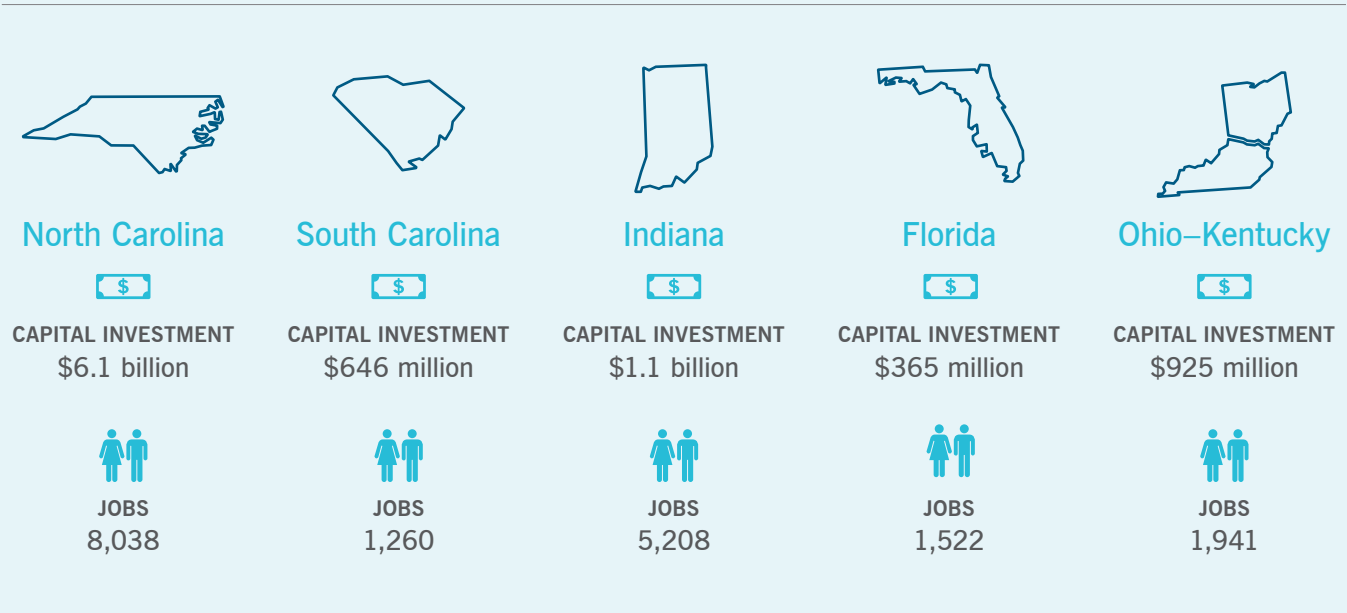 North Carolina
$
CAPITAL INVESTMENT
$6.1 billion
JOBS
8,038
South Carolina
$
CAPITAL INVESTMENT
$646 million
JOBS
1,260
Indiana
$
CAPITAL INVESTMENT
$1.1 billion
JOBS
5,208
Florida
$
CAPITAL INVESTMENT
$365 million
JOBS
1,522
Ohio–Kentucky
$
CAPITAL INVESTMENT
$925 million
JOBS
1,941